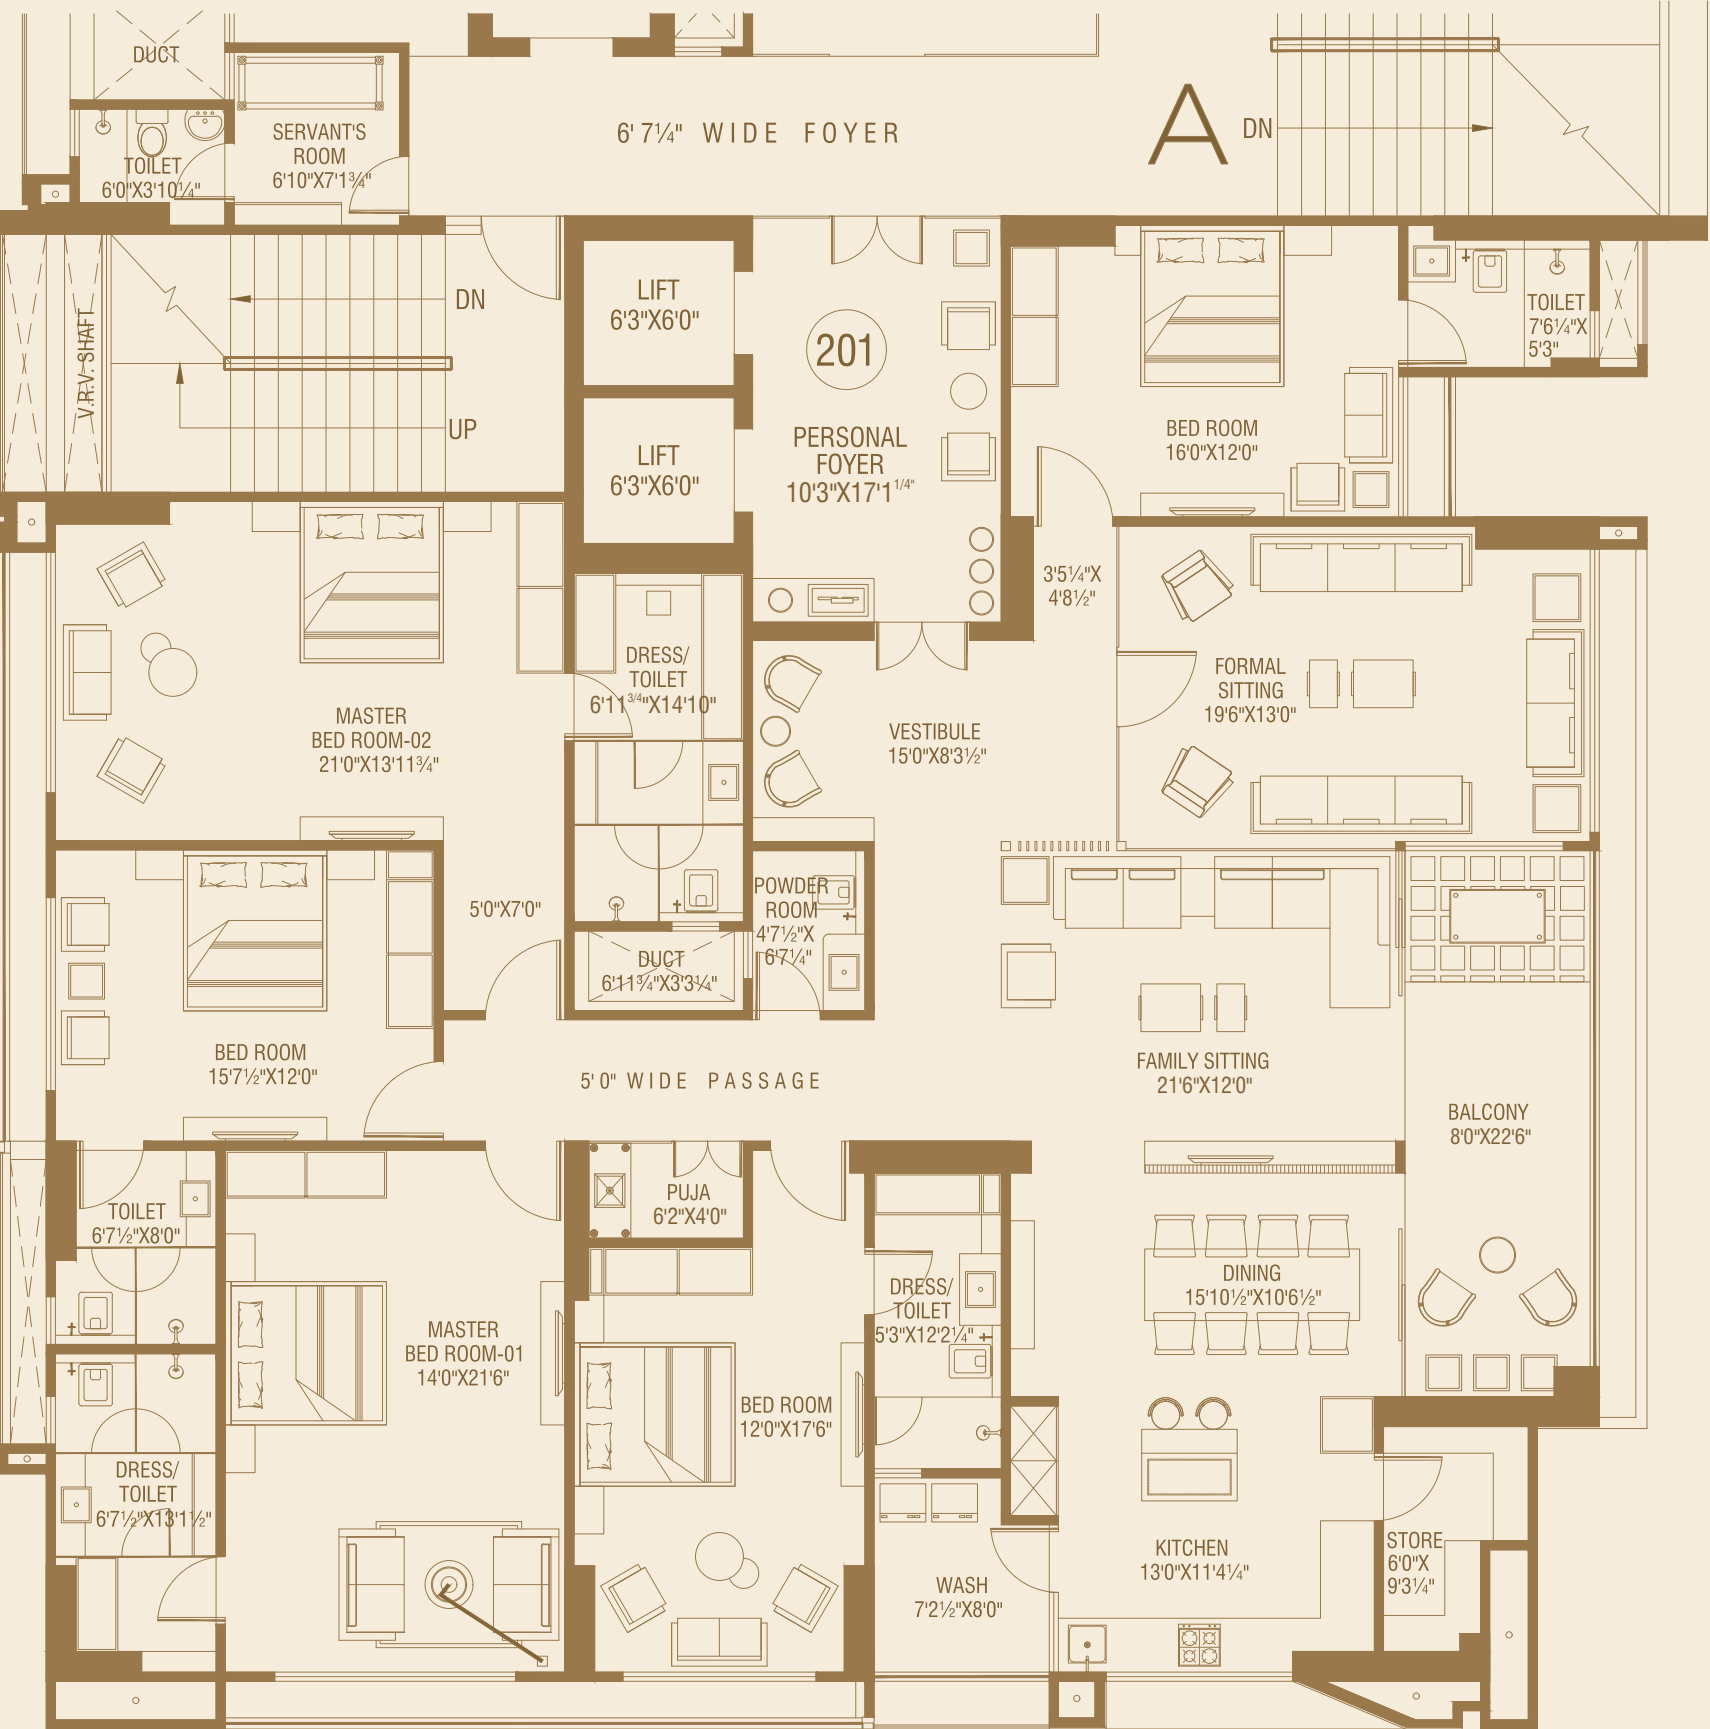 DUCT
SERVANT'S
ROOM
6'10"X7'1¾"
TOILET
6'0"X3'10¼"
6' 7¼" WIDE FOYER
A
DN
V.R.V. SHAFT
DN
UP
LIFT
6'3"X6'0"
LIFT
6'3"X6'0"
201
PERSONAL
FOYER
10'3"X17'1 1/4"
BED ROOM
16'0"X12'0"
TOILET
7'6¼"X
5'3"
3'5¼"X
4'8½"
FORMAL
SITTING
19'6"X13'0"
MASTER
BED ROOM-02
21'0"X13'11¾"
DRESS/
TOILET
6'11 3/4"X14'10"
VESTIBULE
15'0"X8'3½"
5'0"X7'0"
POWDER
ROOM
4'7½"X
6'7¼"
DUCT
6'11¾"X3'3¼"
BED ROOM
15'7½"X12'0"
5' 0" WIDE PASSAGE
FAMILY SITTING
21'6"X12'0"
BALCONY
8'0"X22'6"
TOILET
6'7½"X8'0"
PUJA
6'2"X4'0"
DRESS/
TOILET
5'3"X12'2¼"
DINING
15'10½"X10'6½"
MASTER
BED ROOM-01
14'0"X21'6"
BED ROOM
12'0"X17'6"
DRESS/
TOILET
6'7½"X13'1½"
KITCHEN
13'0"X11'4¼"
STORE
6'0"X
9'3¼"
WASH
7'2½"X8'0"